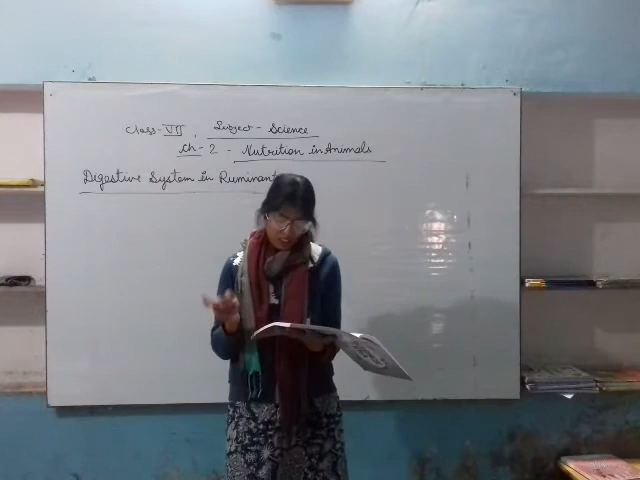 Class - VII, Subject - Science
Ch - 2 - Nutrition in Animals
Digestive System in Ruminant